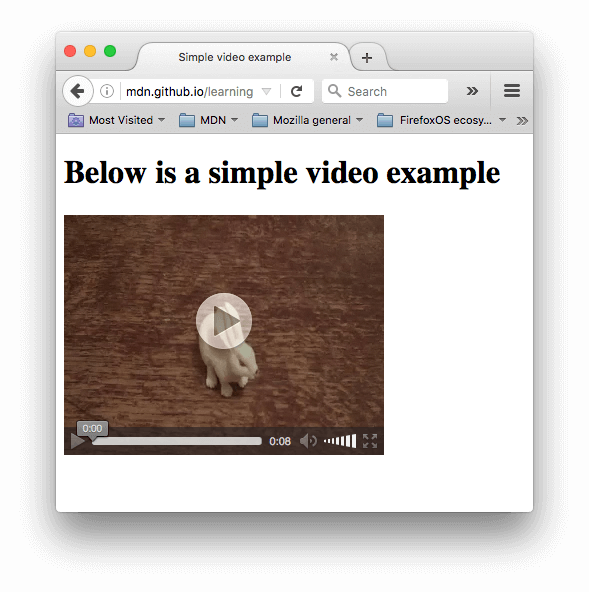 Simple video example
mdn.github.io/learning
Search
Most Visited MDN Mozilla general FirefoxOS ecosy...
Below is a simple video example
0:00
0:08